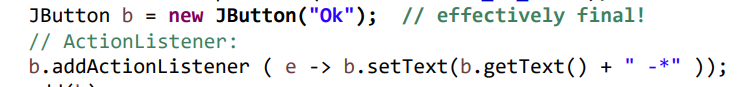 JButton b = new JButton("Ok");  // effectively final!
// ActionListener:
b.addActionListener ( e -> b.setText(b.getText() + " -*" ));